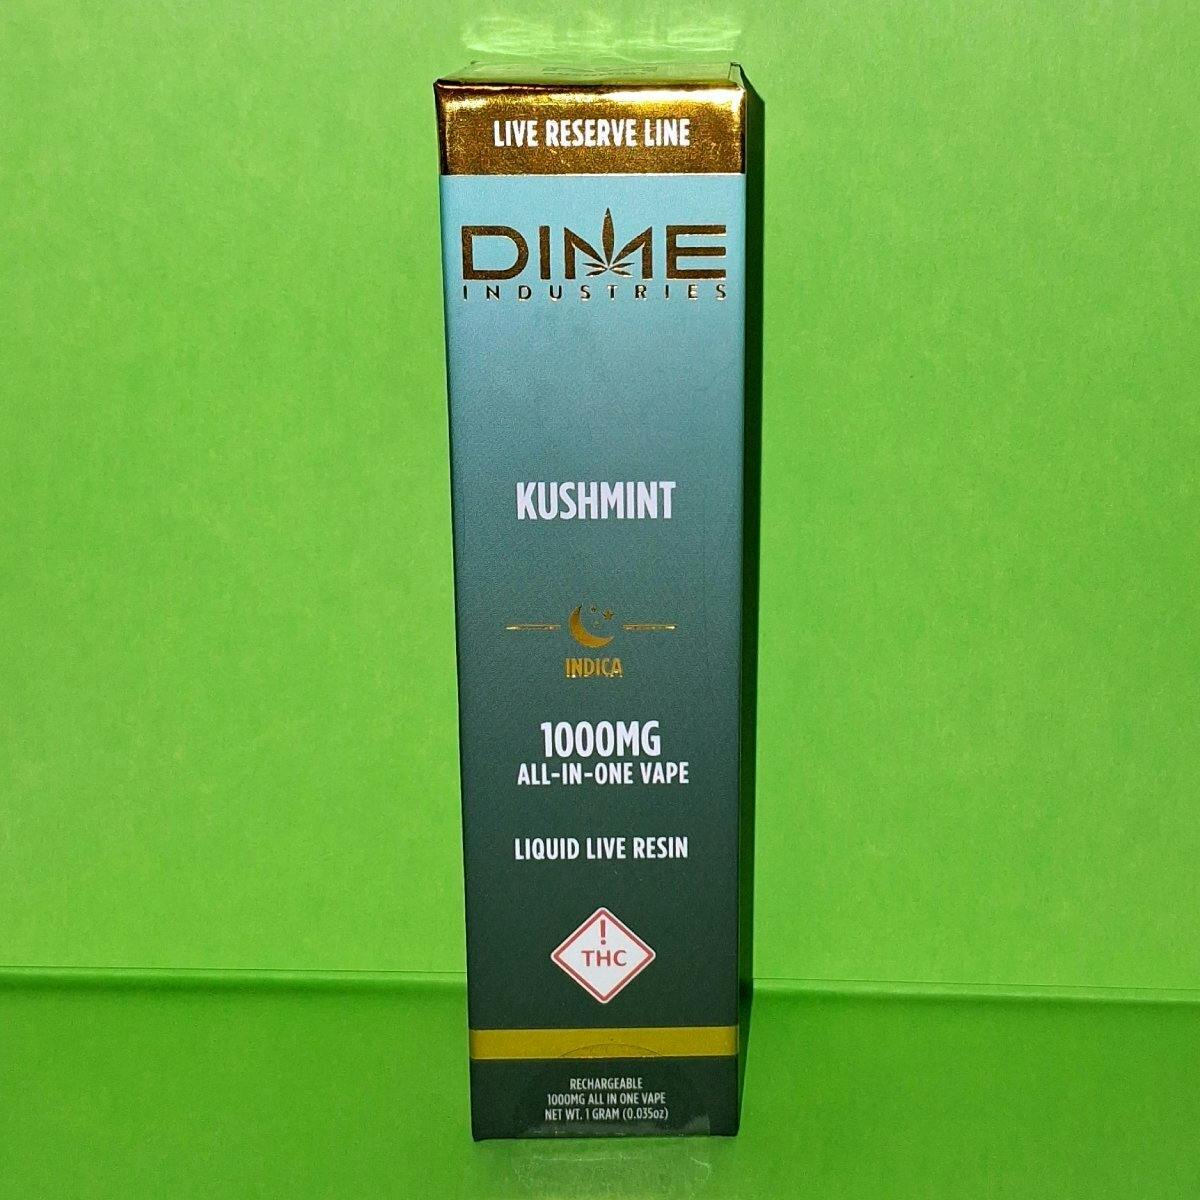 LIVE RESERVE LINE
DIME
INDUSTRIES
KUSHMINT
INDICA
1000MG
ALL-IN-ONE VAPE
LIQUID LIVE RESIN
!
THC
RECHARGEABLE
1000MG ALL IN ONE VAPE
NET WT. 1 GRAM (0.035oz)